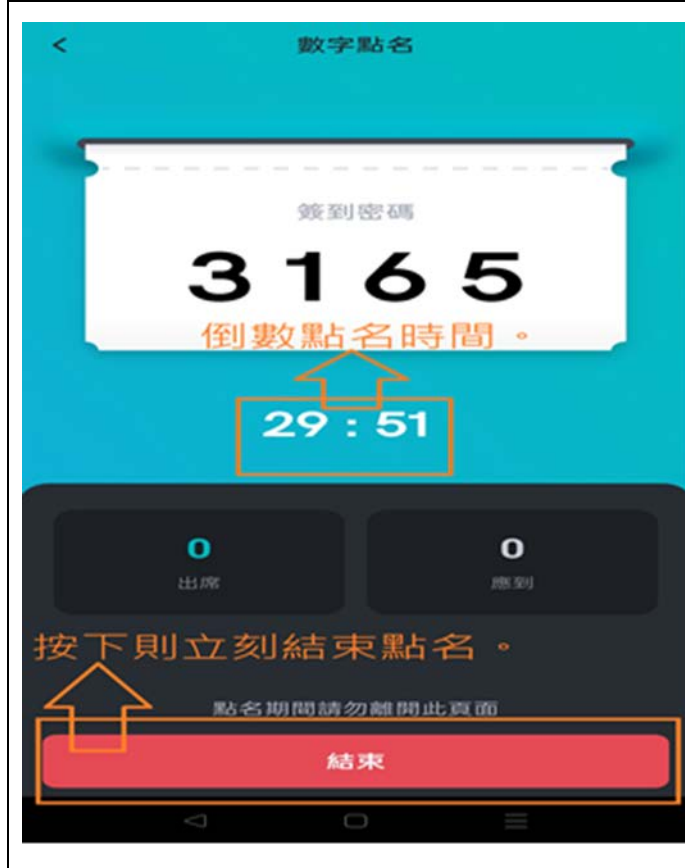 數字點名
簽到密碼
3165
倒數點名時間。
29 : 51
0
出席
0
應到
按下則立刻結束點名。
點名期間請勿離開此頁面
結束